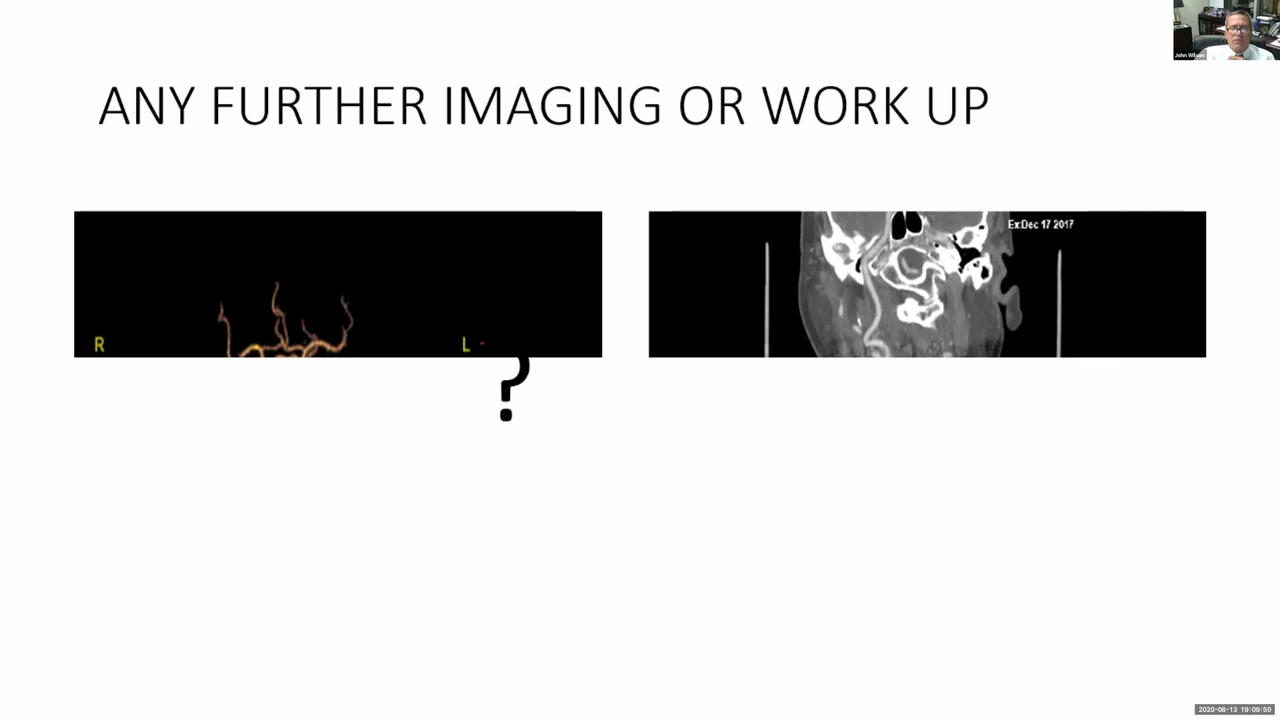 John Wilson
ANY FURTHER IMAGING OR WORK UP
Ex:Dec 17 2017
R
L
?
2020-08-13 19:09:50